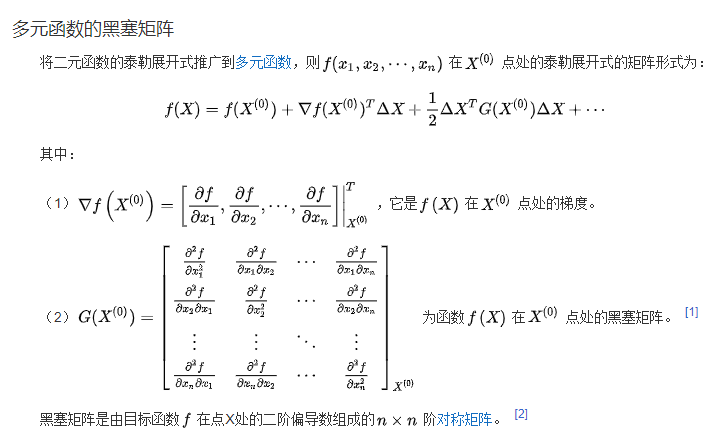 多元函数的黑塞矩阵
将二元函数的泰勒展开式推广到多元函数，则 $f(x_1,x_2,\cdots,x_n)$ 在 $X^{(0)}$ 点处的泰勒展开式的矩阵形式为：
$f(X)=f(X^{(0)})+\nabla f(X^{(0)})^T\Delta X+\frac{1}{2}\Delta X^TG(X^{(0)})\Delta X+\cdots$
其中：
（1）$\nabla f\left(X^{(0)}\right)=\left[\frac{\partial f}{\partial x_1},\frac{\partial f}{\partial x_2},\cdots,\frac{\partial f}{\partial x_n}\right]\Big|_{X^{(0)}}^T$ ，它是 $f(X)$ 在 $X^{(0)}$ 点处的梯度。
（2）$G(X^{(0)})=\begin{bmatrix}\frac{\partial^2 f}{\partial x_1^2}&\frac{\partial^2 f}{\partial x_1\partial x_2}&\cdots&\frac{\partial^2 f}{\partial x_1\partial x_n}\\\frac{\partial^2 f}{\partial x_2\partial x_1}&\frac{\partial^2 f}{\partial x_2^2}&\cdots&\frac{\partial^2 f}{\partial x_2\partial x_n}\\\vdots&\vdots&\ddots&\vdots\\\frac{\partial^2 f}{\partial x_n\partial x_1}&\frac{\partial^2 f}{\partial x_n\partial x_2}&\cdots&\frac{\partial^2 f}{\partial x_n^2}\end{bmatrix}_{X^{(0)}}$ 为函数 $f(X)$ 在 $X^{(0)}$ 点处的黑塞矩阵。 [1]
黑塞矩阵是由目标函数 $f$ 在点X处的二阶偏导数组成的 $n\times n$ 阶对称矩阵。 [2]